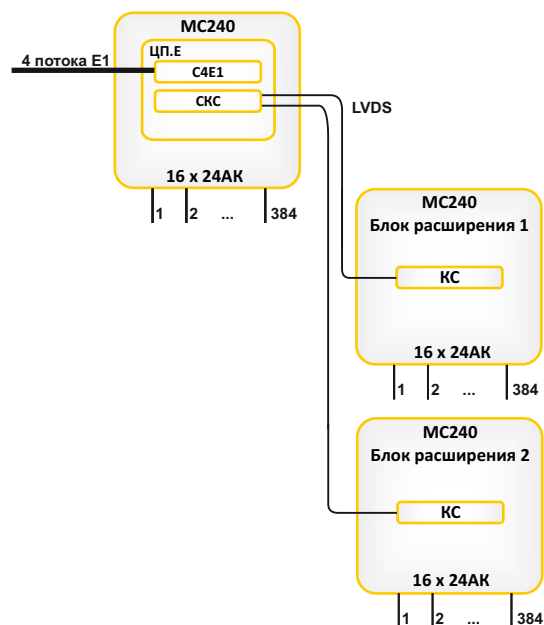 МС240
ЦП.Е
4 потока Е1
С4Е1
СКС
LVDS
16 x 24АК
1 2 ... 384
МС240
Блок расширения 1
КС
16 x 24АК
1 2 ... 384
МС240
Блок расширения 2
КС
16 x 24АК
1 2 ... 384